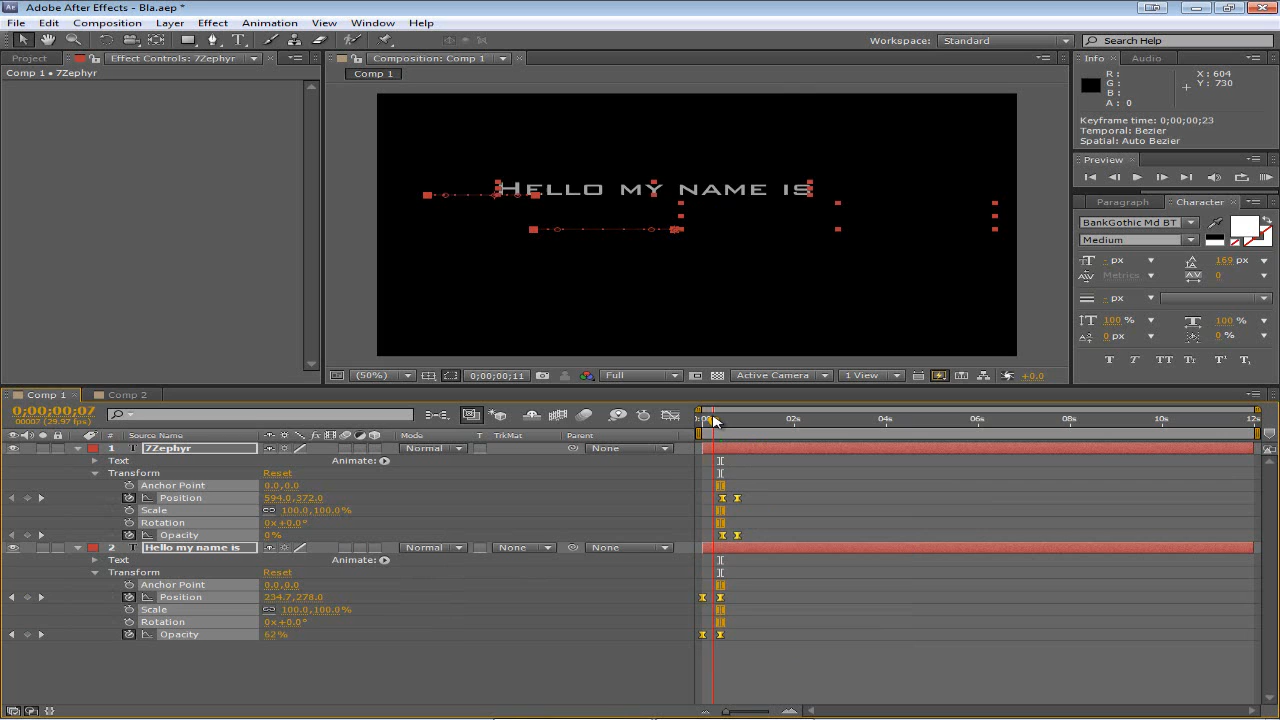 Adobe After Effects - Bla.aep *
File Edit Composition Layer Effect Animation View Window Help
Workspace: Standard Search Help
Project Effect Controls: 7Zephyr Composition: Comp 1 Info Audio
Comp 1 • 7Zephyr
Comp 1
R: G: B: A: 0
X: 604
Y: 730
Keyframe time: 0;00;00;23
Temporal: Bezier
Spatial: Auto Bezier
Preview
Hello my name is
Paragraph Character
BankGothic Md BT
Medium
- px 169 px
Metrics 0
- px
100 % 100 %
0 px 0 %
T T TT Tr T¹ T₁
(50%) 0;00;00;11 Full Active Camera 1 View +0.0
Comp 1 Comp 2
0;00;00;07
00007 (29.97 fps)
02s 04s 06s 08s 10s 12s
# Source Name Mode T TrkMat Parent
1 T 7Zephyr Normal None
Text Animate:
Transform Reset
Anchor Point 0.0,0.0
Position 594.0,372.0
Scale 100.0,100.0%
Rotation 0x+0.0°
Opacity 0%
2 T Hello my name is Normal None None
Text Animate:
Transform Reset
Anchor Point 0.0,0.0
Position 234.7,278.0
Scale 100.0,100.0%
Rotation 0x+0.0°
Opacity 62%